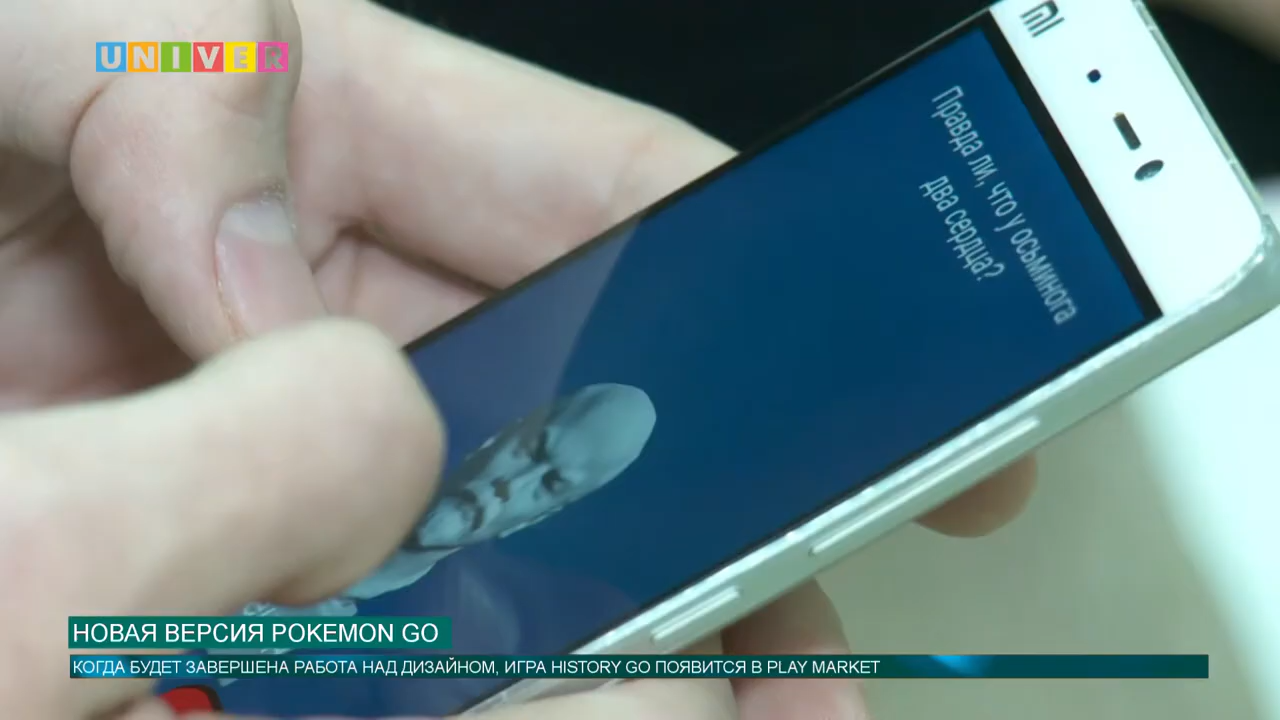 UNIVER
MI
Правда ли, что у осьминога
два сердца?
НОВАЯ ВЕРСИЯ POKEMON GO
КОГДА БУДЕТ ЗАВЕРШЕНА РАБОТА НАД ДИЗАЙНОМ, ИГРА HISTORY GO ПОЯВИТСЯ В PLAY MARKET